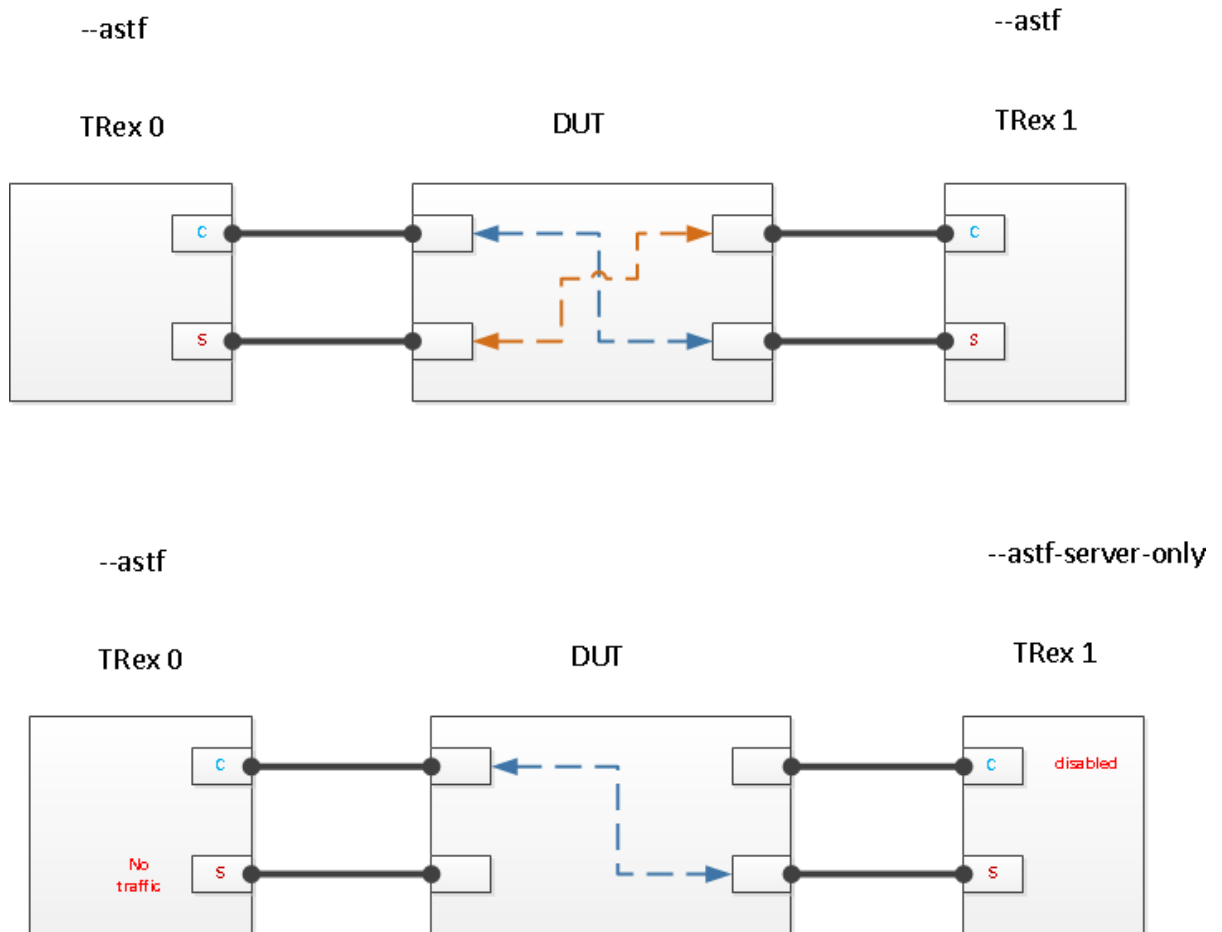 --astf
--astf
TRex 0
DUT
TRex 1
C
C
S
S
--astf
--astf-server-only
TRex 0
DUT
TRex 1
C
C
disabled
No
traffic
S
S